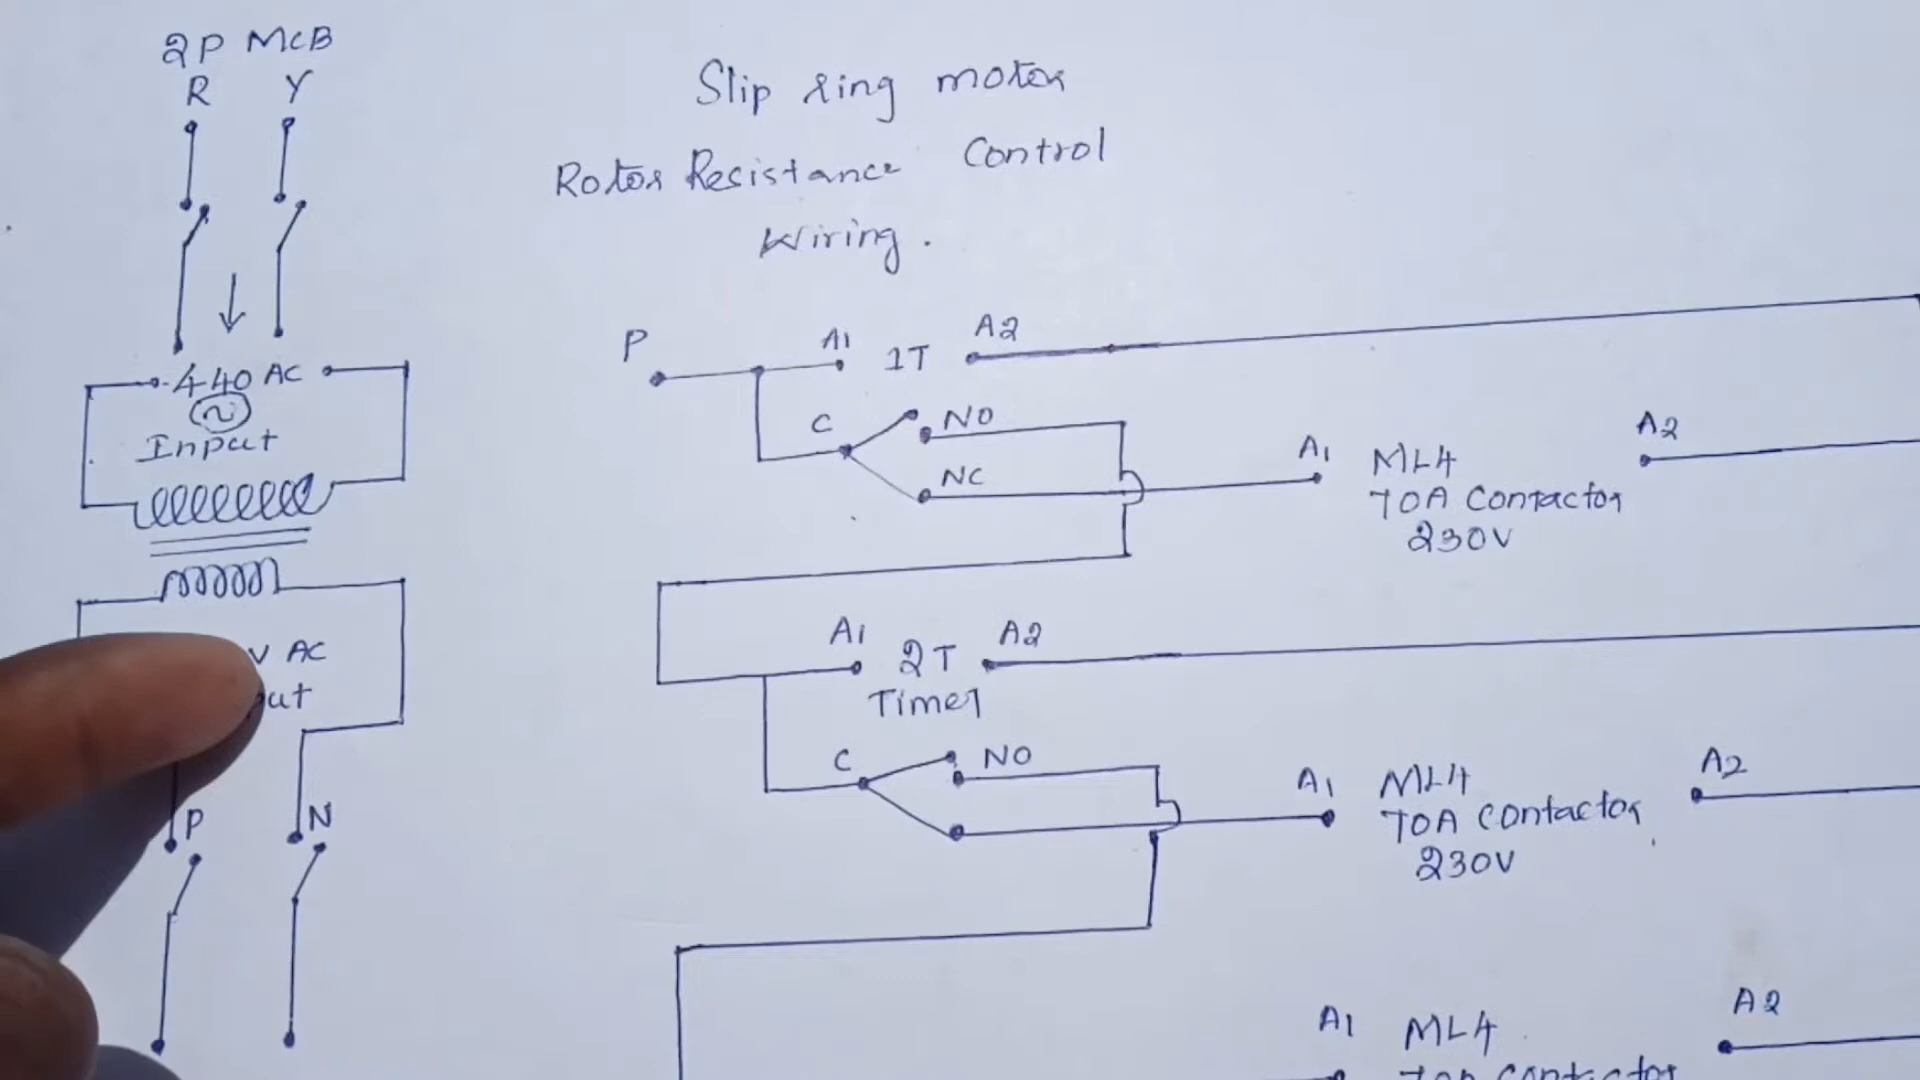 2P MCB
R Y
440 AC
~
Input
V AC
P N
Slip ring motor
Rotor Resistance Control
Wiring.
P A1 1T A2
C NO
NC
A1 ML4 A2
70A Contactor
230V
A1 2T A2
Timer
C NO
A1 ML4 A2
70A Contactor
230V
A1 ML4 A2
70A Contactor